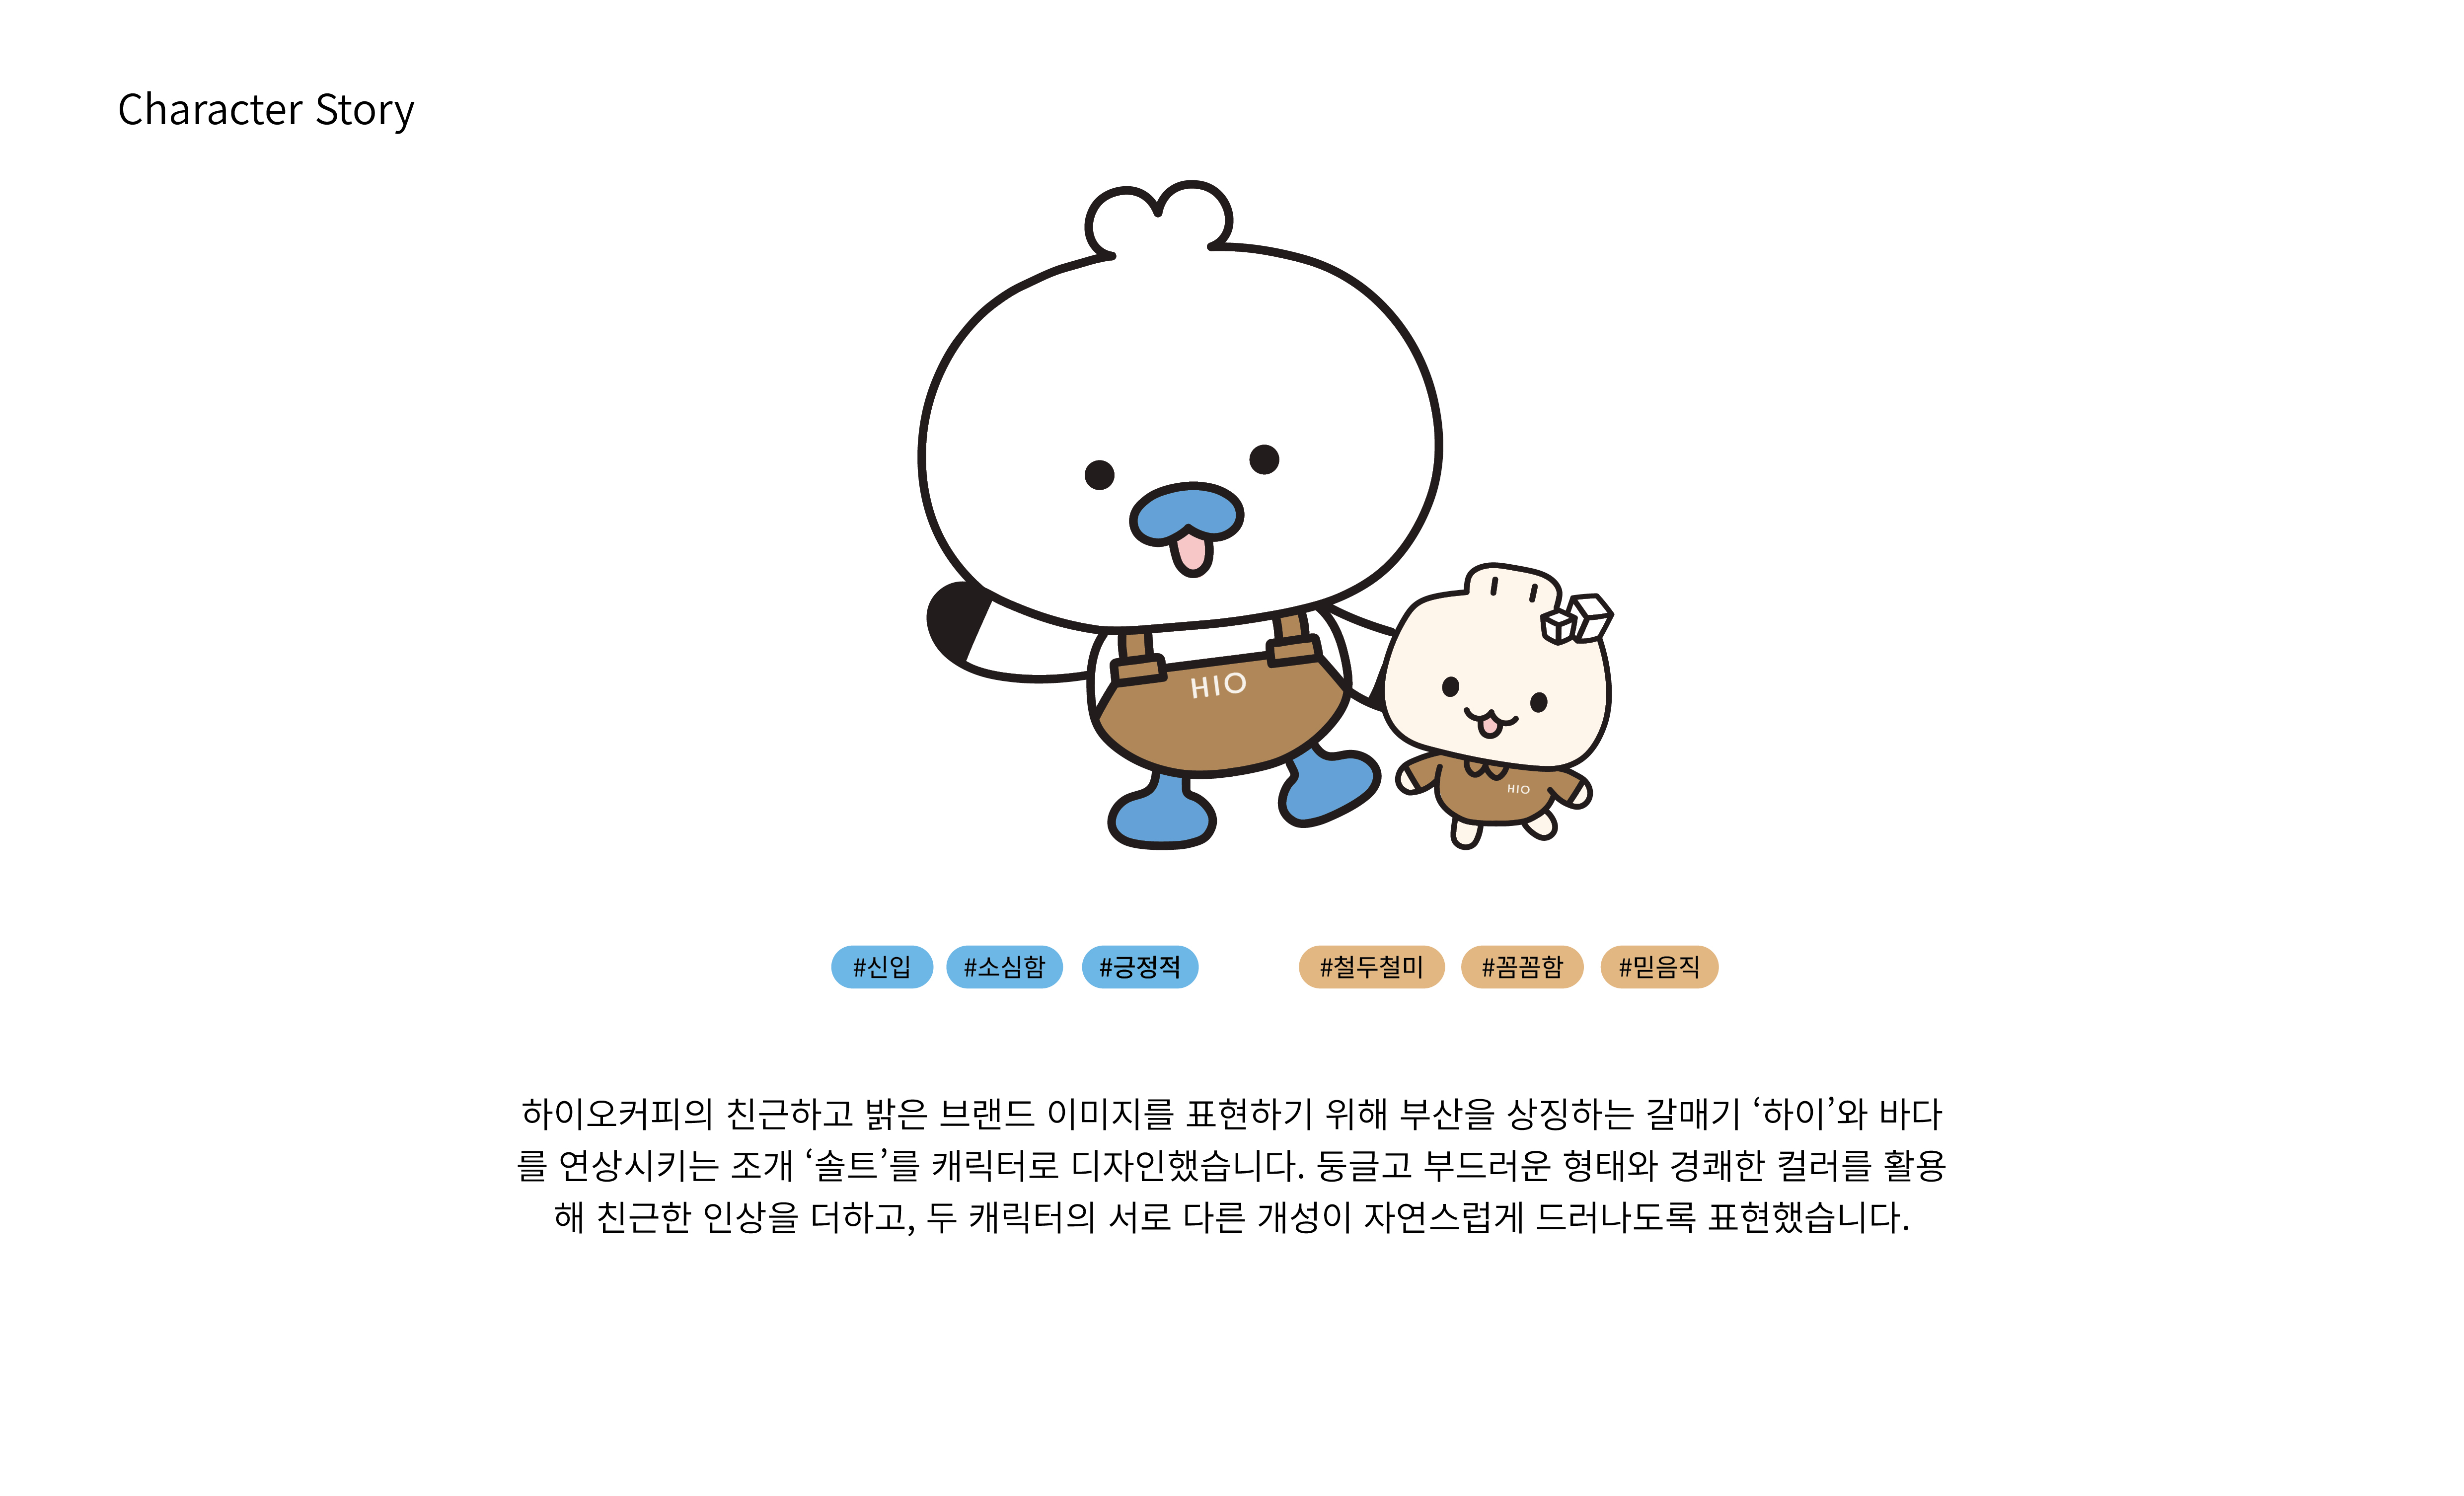 Character Story
HIO
HIO
#신입 #소심함 #긍정적 #철두철미 #꼼꼼함 #믿음직
하이오커피의 친근하고 밝은 브랜드 이미지를 표현하기 위해 부산을 상징하는 갈매기 ‘하이’와 바다
를 연상시키는 조개 ‘솔트’를 캐릭터로 디자인했습니다. 둥글고 부드러운 형태와 경쾌한 컬러를 활용
해 친근한 인상을 더하고, 두 캐릭터의 서로 다른 개성이 자연스럽게 드러나도록 표현했습니다.